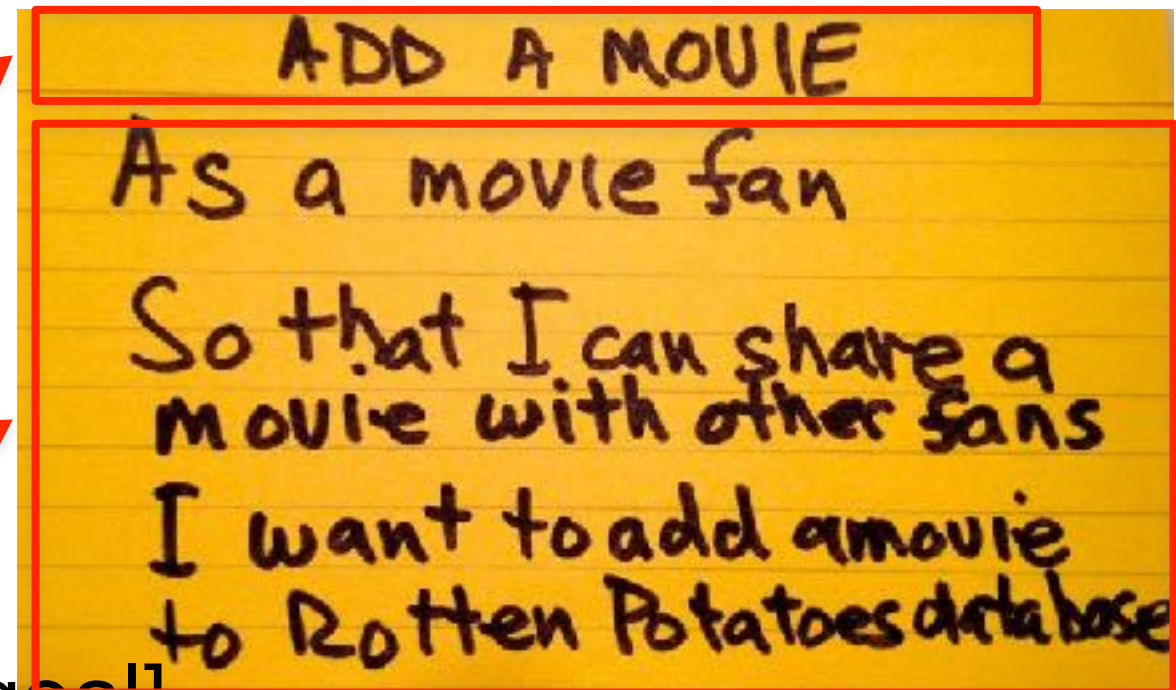 ADD A MOVIE
As a movie fan
So that I can share a
movie with other fans
I want to add a movie
to Rotten Potatoes database
goal]